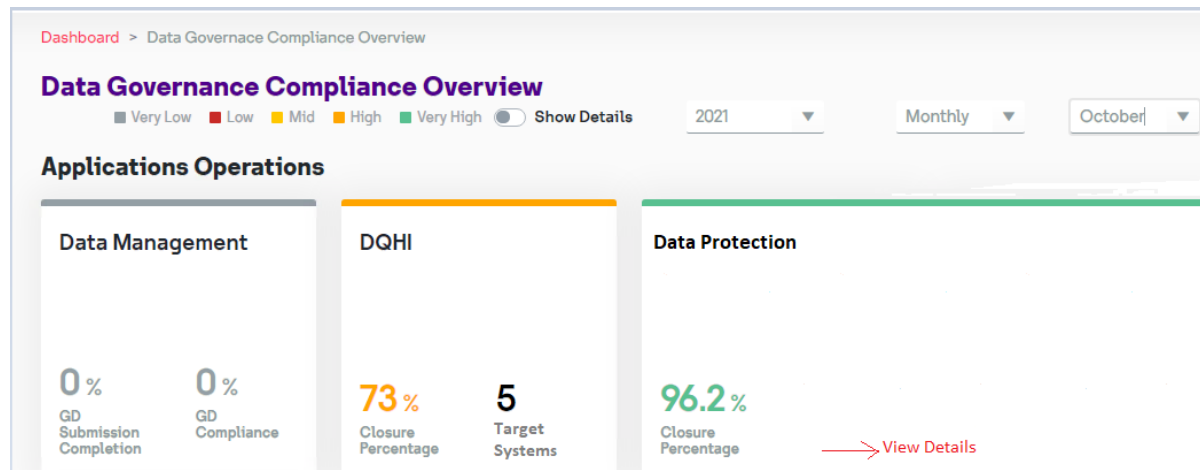 Dashboard > Data Governace Compliance Overview
Data Governance Compliance Overview
Very Low Low Mid High Very High Show Details 2021 Monthly October
Applications Operations
Data Management
0 %
GD
Submission
Completion
0 %
GD
Compliance
DQHI
73 %
Closure
Percentage
5
Target
Systems
Data Protection
96.2 %
Closure
Percentage
View Details